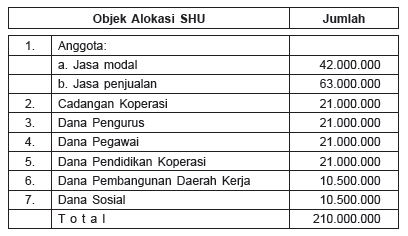 Objek Alokasi SHU Jumlah
1. Anggota:
a. Jasa modal 42.000.000
b. Jasa penjualan 63.000.000
2. Cadangan Koperasi 21.000.000
3. Dana Pengurus 21.000.000
4. Dana Pegawai 21.000.000
5. Dana Pendidikan Koperasi 21.000.000
6. Dana Pembangunan Daerah Kerja 10.500.000
7. Dana Sosial 10.500.000
T o t a l 210.000.000